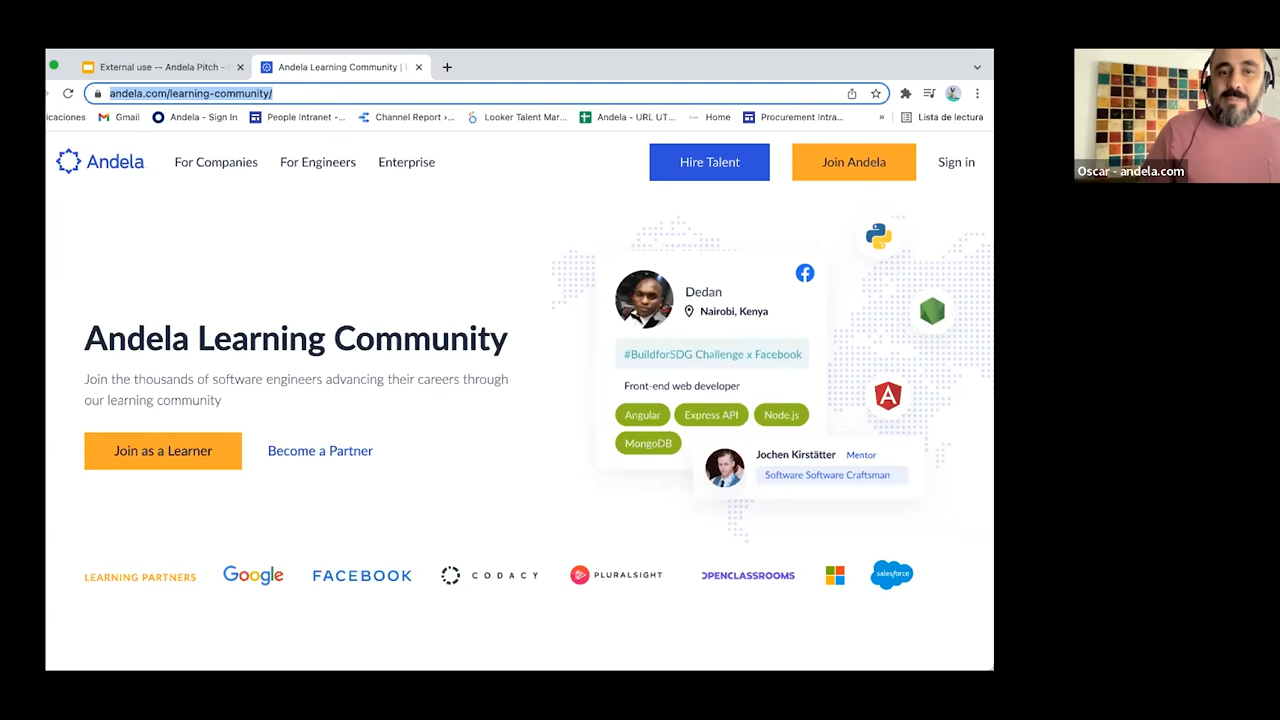 External use -- Andela Pitch -
Andela Learning Community |
andela.com/learning-community/
icaciones Gmail Andela - Sign In People Intranet -... Channel Report ›... Looker Talent Mar... Andela - URL UT... Home Procurement Intra... » Lista de lectura
Andela For Companies For Engineers Enterprise Hire Talent Join Andela Sign in
Dedan
Nairobi, Kenya
#BuildforSDG Challenge x Facebook
Front-end web developer
Angular Express API Node.js
MongoDB
Jochen Kirstätter Mentor
Software Software Craftsman
Andela Learning Community
Join the thousands of software engineers advancing their careers through
our learning community
Join as a Learner Become a Partner
LEARNING PARTNERS Google FACEBOOK CODACY PLURALSIGHT OPENCLASSROOMS salesforce
Oscar - andela.com